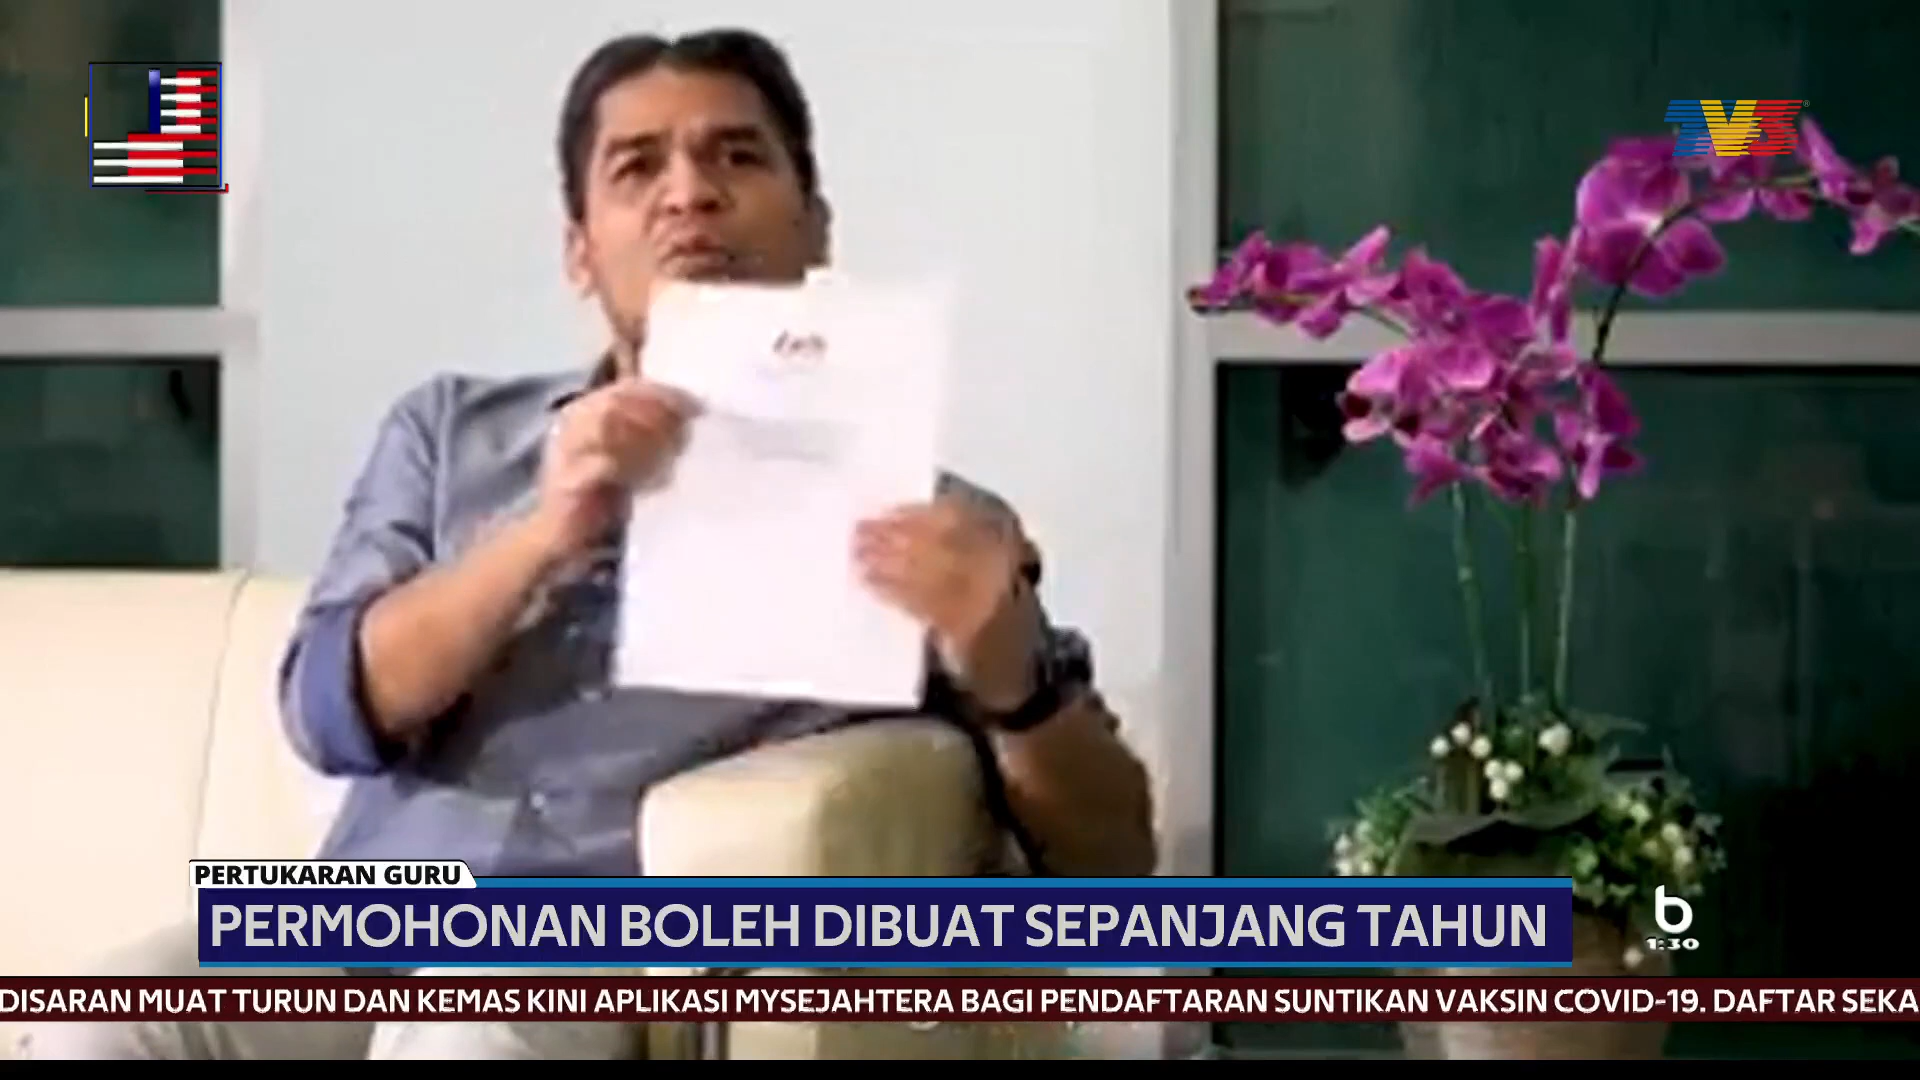 TV3
PERTUKARAN GURU
PERMOHONAN BOLEH DIBUAT SEPANJANG TAHUN
b
1:30
DISARAN MUAT TURUN DAN KEMAS KINI APLIKASI MYSEJAHTERA BAGI PENDAFTARAN SUNTIKAN VAKSIN COVID-19. DAFTAR SEKA